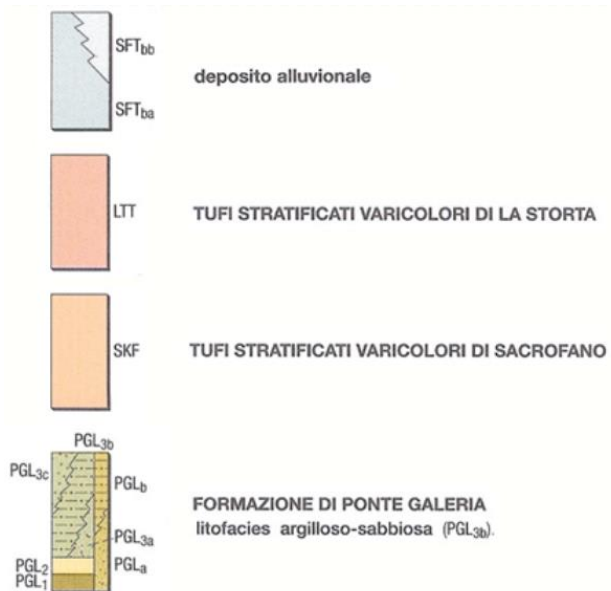 SFTbb
deposito alluvionale
SFTba
LTT
TUFI STRATIFICATI VARICOLORI DI LA STORTA
SKF
TUFI STRATIFICATI VARICOLORI DI SACROFANO
PGL3b
PGL3c
PGLb
FORMAZIONE DI PONTE GALERIA
litofacies argilloso-sabbiosa (PGL3b).
PGL3a
PGL2
PGLa
PGL1